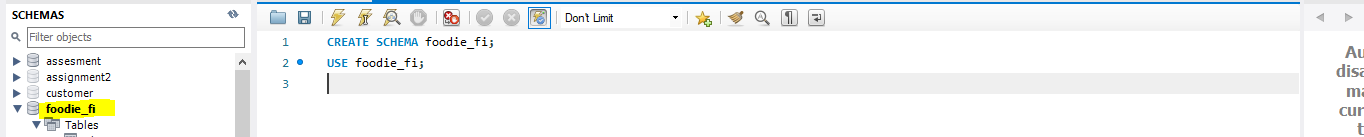 SCHEMAS
Filter objects
assesment
assignment2
customer
foodie_fi
Tables
Don't Limit
1 CREATE SCHEMA foodie_fi;
2 USE foodie_fi;
3